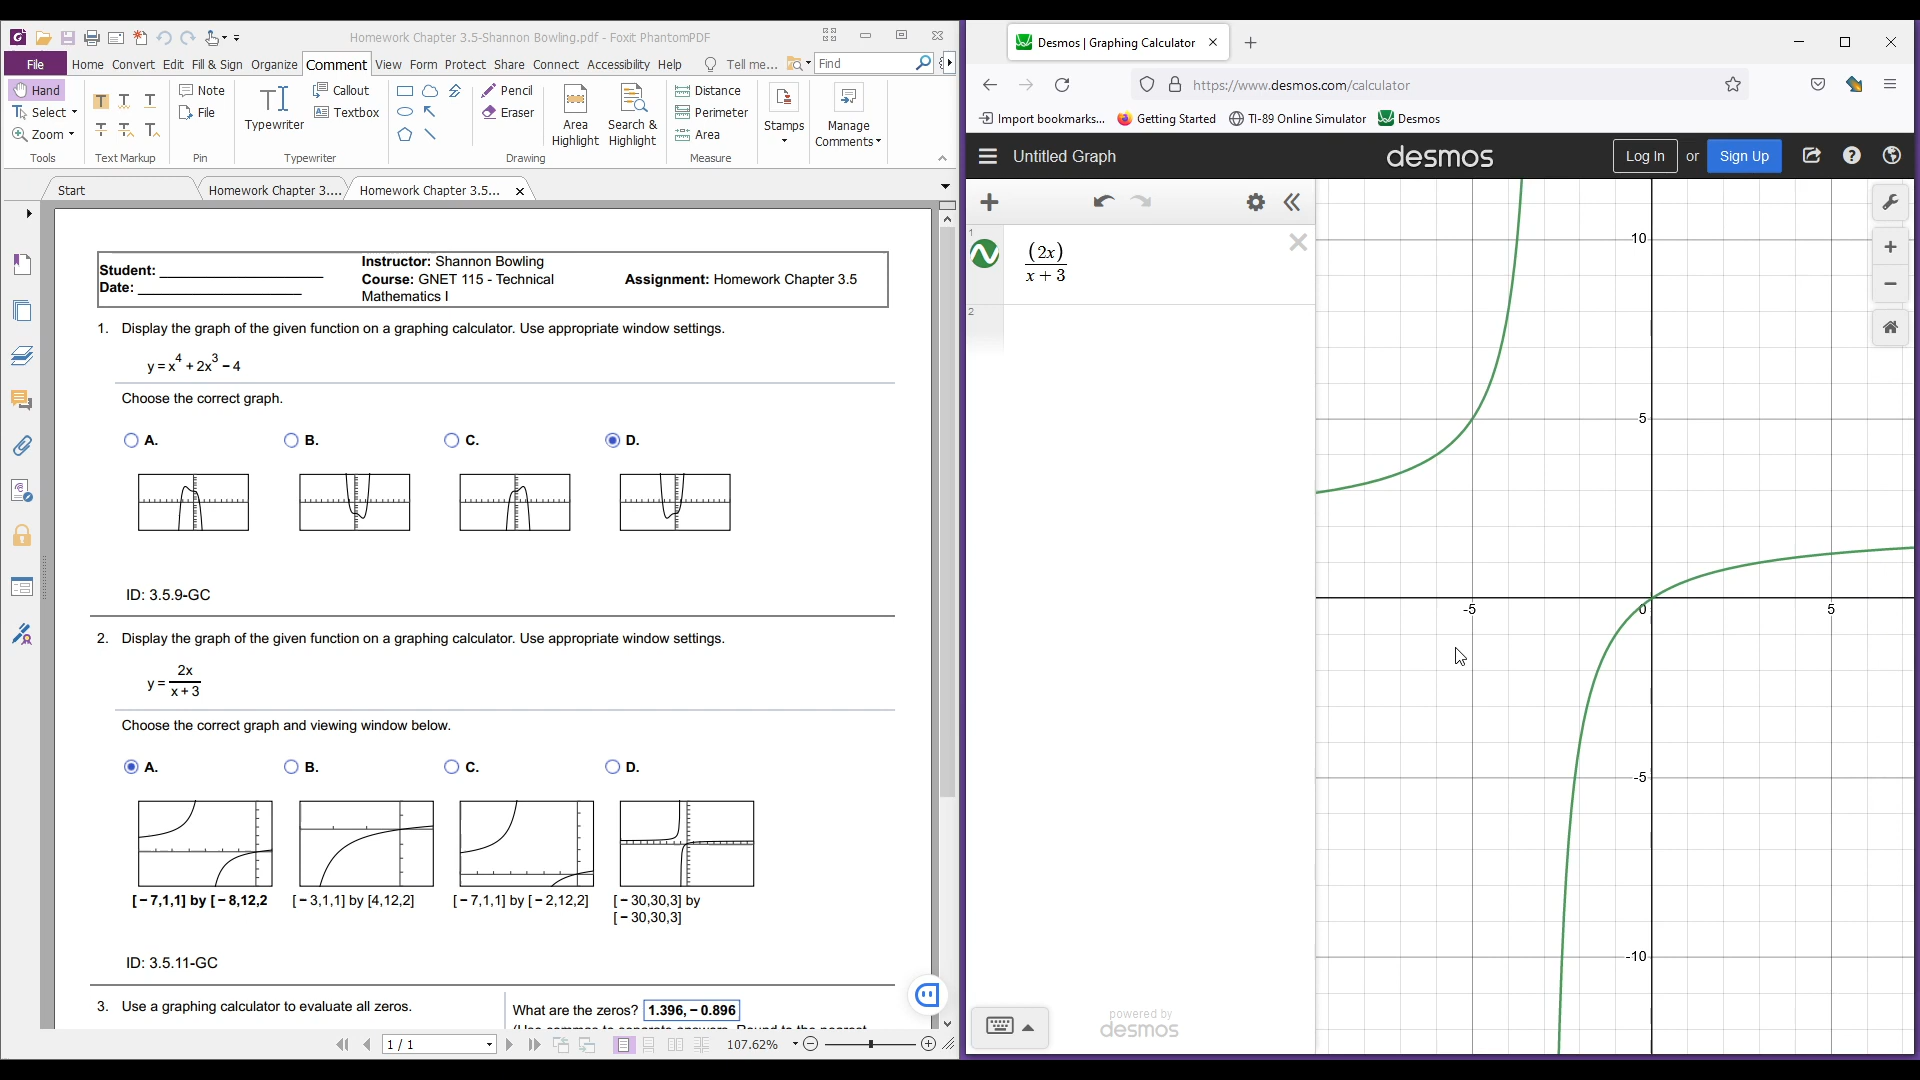 Homework Chapter 3.5-Shannon Bowling.pdf - Foxit PhantomPDF
File Home Convert Edit Fill & Sign Organize Comment View Form Protect Share Connect Accessibility Help Tell me... Find
Hand
Select
Zoom
Tools
Text Markup
Note
File
Pin
Typewriter
Callout
Textbox
Typewriter
Pencil
Eraser
Area Highlight
Search & Highlight
Drawing
Distance
Perimeter
Area
Measure
Stamps
Manage Comments
Start
Homework Chapter 3....
Homework Chapter 3.5...
Student:
Date:
Instructor: Shannon Bowling
Course: GNET 115 - Technical
Mathematics I
Assignment: Homework Chapter 3.5
1. Display the graph of the given function on a graphing calculator. Use appropriate window settings.
y = x^4 + 2x^3 − 4
Choose the correct graph.
A. B. C. D.
ID: 3.5.9-GC
2. Display the graph of the given function on a graphing calculator. Use appropriate window settings.
y = 2x / x + 3
Choose the correct graph and viewing window below.
A. B. C. D.
[ − 7,1,1] by [ − 8,12,2 [ − 3,1,1] by [4,12,2] [ − 7,1,1] by [ − 2,12,2] [ − 30,30,3] by
[ − 30,30,3]
ID: 3.5.11-GC
3. Use a graphing calculator to evaluate all zeros.
What are the zeros? 1.396, − 0.896
1 / 1
107.62%
Desmos | Graphing Calculator
https://www.desmos.com/calculator
Import bookmarks... Getting Started TI-89 Online Simulator Desmos
Untitled Graph
desmos
Log In or Sign Up
1
(2x)
x + 3
2
10
5
-5
0
5
-5
-10
powered by
desmos